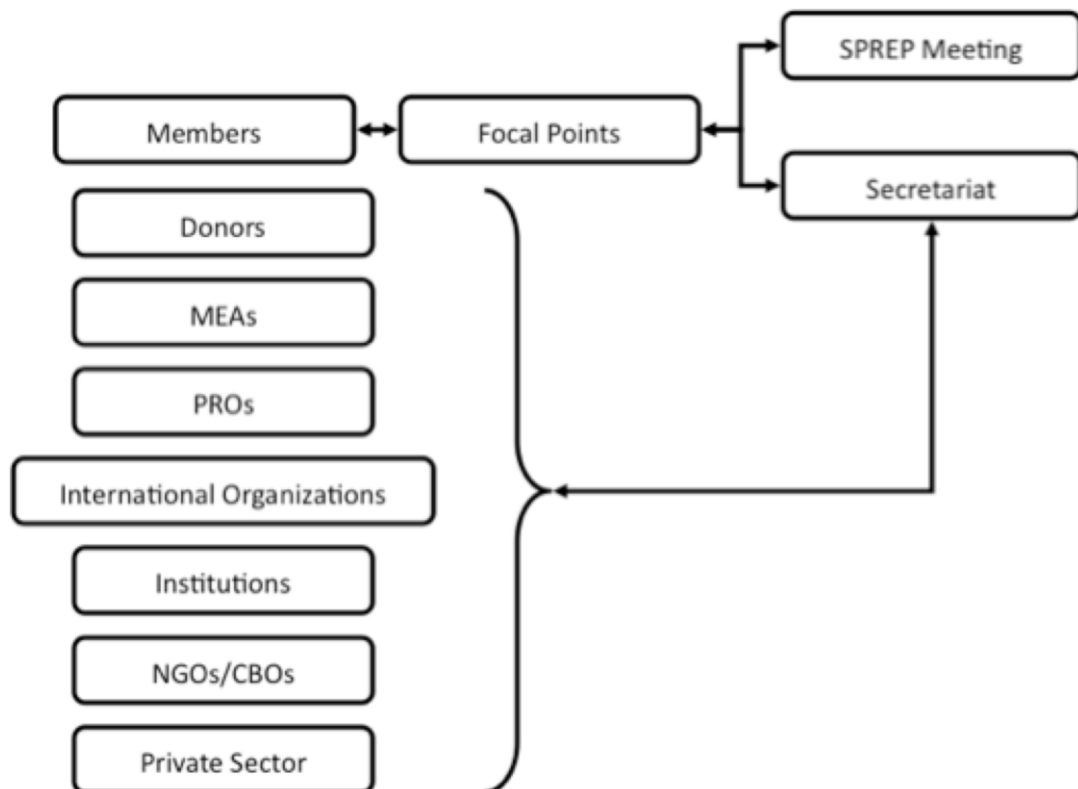 SPREP Meeting
Members
Focal Points
Secretariat
Donors
MEAs
PROs
International Organizations
Institutions
NGOs/CBOs
Private Sector